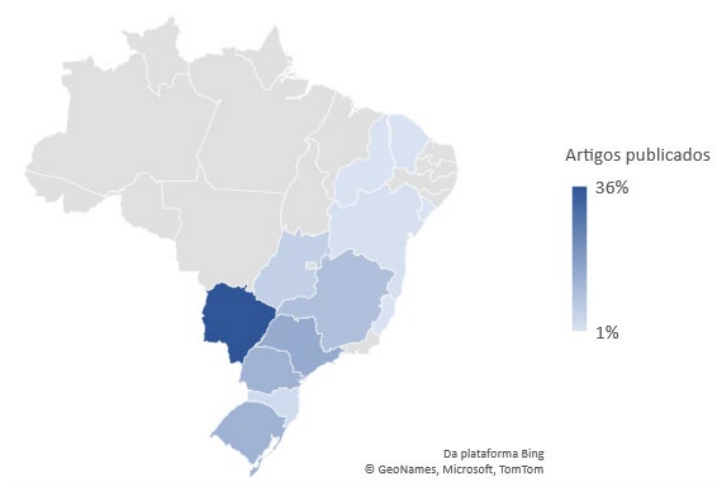 Artigos publicados
36%
1%
Da plataforma Bing
© GeoNames, Microsoft, TomTom